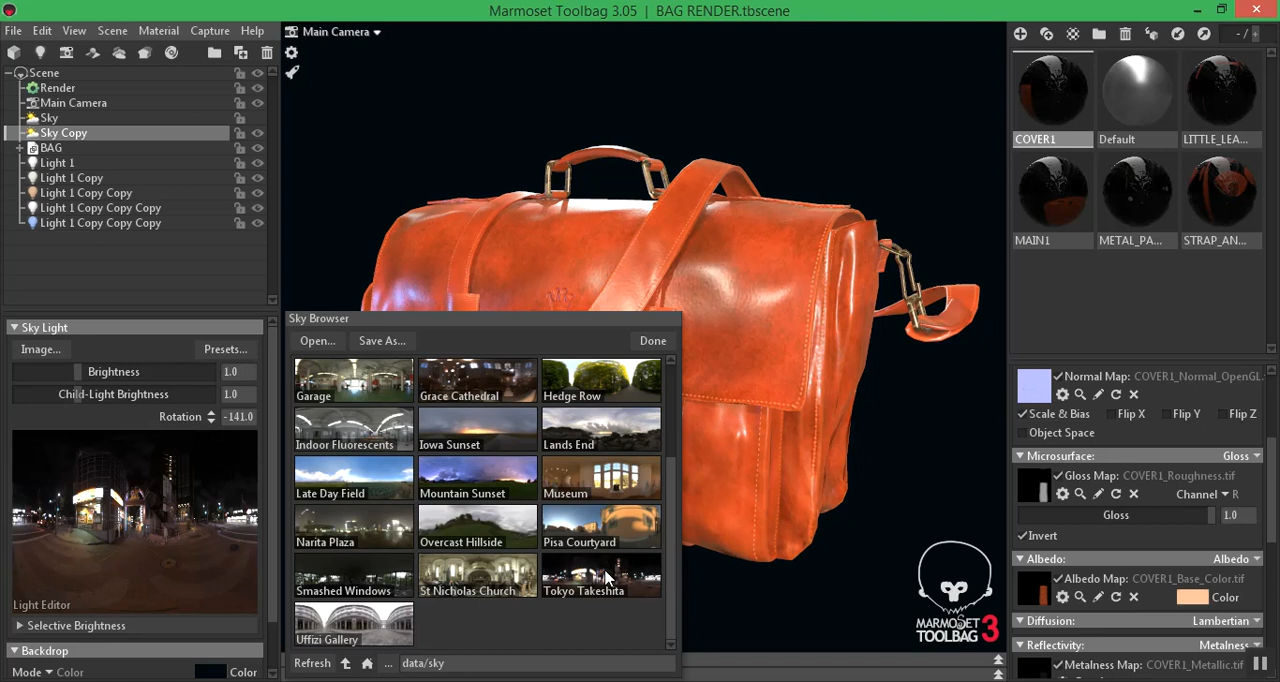 Marmoset Toolbag 3.05 | BAG RENDER.tbscene
File Edit View Scene Material Capture Help
Main Camera
- / +
Scene
Render
Main Camera
Sky
Sky Copy
BAG
Light 1
Light 1 Copy
Light 1 Copy Copy
Light 1 Copy Copy Copy
Light 1 Copy Copy Copy
COVER1
Default
LITTLE_LEA...
MAIN1
METAL_PA...
STRAP_AN...
Sky Light
Image...
Presets...
Brightness 1.0
Child-Light Brightness 1.0
Rotation -141.0
Light Editor
Selective Brightness
Backdrop
Mode Color
Color
Sky Browser
Open...
Save As...
Done
Garage
Grace Cathedral
Hedge Row
Indoor Fluorescents
Iowa Sunset
Lands End
Late Day Field
Mountain Sunset
Museum
Narita Plaza
Overcast Hillside
Pisa Courtyard
Smashed Windows
St Nicholas Church
Tokyo Takeshita
Uffizi Gallery
Refresh
...
data/sky
MARMOSET
TOOLBAG 3
Normal Map: COVER1_Normal_OpenGL.
Scale & Bias Flip X Flip Y Flip Z
Object Space
Microsurface: Gloss
Gloss Map: COVER1_Roughness.tif
Channel R
Gloss 1.0
Invert
Albedo: Albedo
Albedo Map: COVER1_Base_Color.tif
Color
Diffusion: Lambertian
Reflectivity: Metalness
Metalness Map: COVER1_Metallic.tif